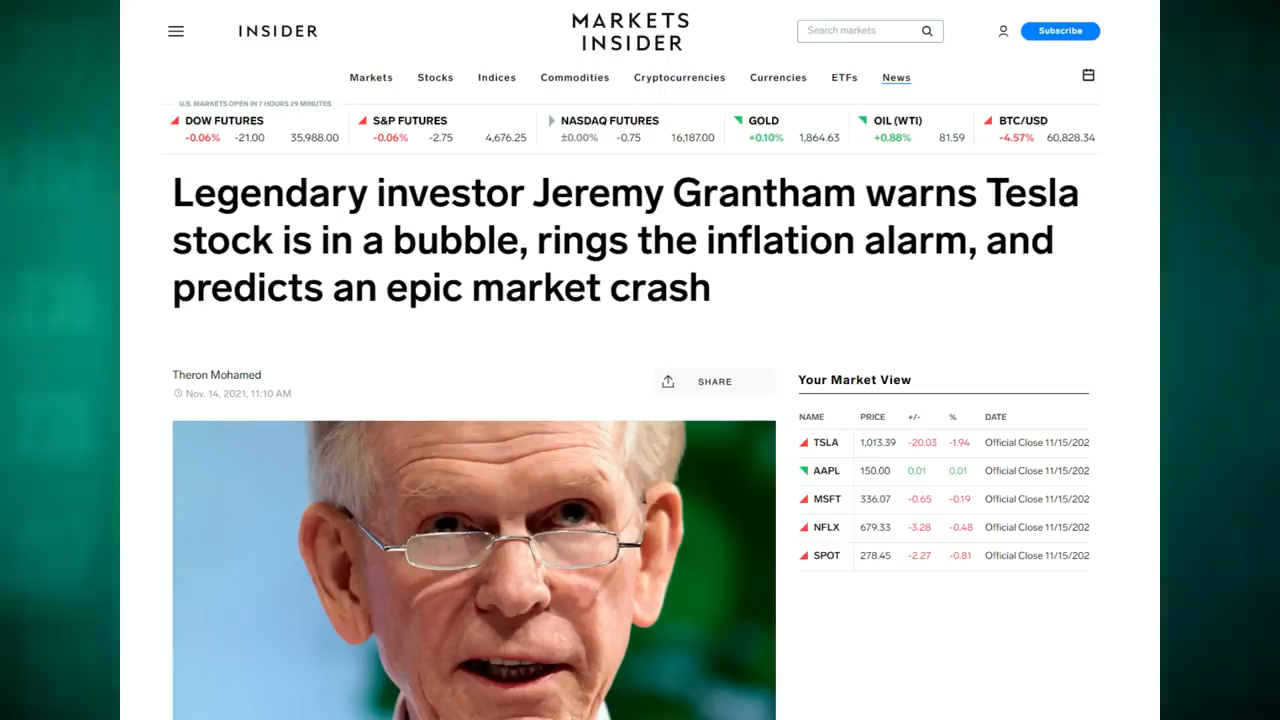 INSIDER
MARKETS
INSIDER
Search markets
Subscribe
Markets Stocks Indices Commodities Cryptocurrencies Currencies ETFs News
U.S. MARKETS OPEN IN 7 HOURS 29 MINUTES
DOW FUTURES
-0.06% -21.00 35,988.00
S&P FUTURES
-0.06% -2.75 4,676.25
NASDAQ FUTURES
±0.00% -0.75 16,187.00
GOLD
+0.10% 1,864.63
OIL (WTI)
+0.88% 81.59
BTC/USD
-4.57% 60,828.34
Legendary investor Jeremy Grantham warns Tesla
stock is in a bubble, rings the inflation alarm, and
predicts an epic market crash
Theron Mohamed
Nov. 14, 2021, 11:10 AM
SHARE
Your Market View
NAME PRICE +/- % DATE
TSLA 1,013.39 -20.03 -1.94 Official Close 11/15/202
AAPL 150.00 0.01 0.01 Official Close 11/15/202
MSFT 336.07 -0.65 -0.19 Official Close 11/15/202
NFLX 679.33 -3.28 -0.48 Official Close 11/15/202
SPOT 278.45 -2.27 -0.81 Official Close 11/15/202